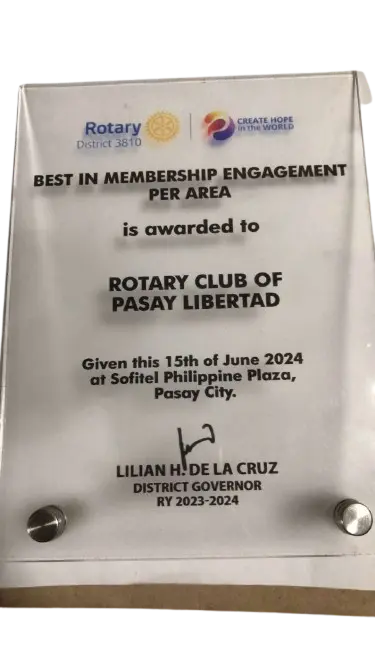 Rotary
District 3810
CREATE HOPE
in the WORLD
BEST IN MEMBERSHIP ENGAGEMENT
PER AREA
is awarded to
ROTARY CLUB OF
PASAY LIBERTAD
Given this 15th of June 2024
at Sofitel Philippine Plaza,
Pasay City.
LILIAN H. DE LA CRUZ
DISTRICT GOVERNOR
RY 2023-2024